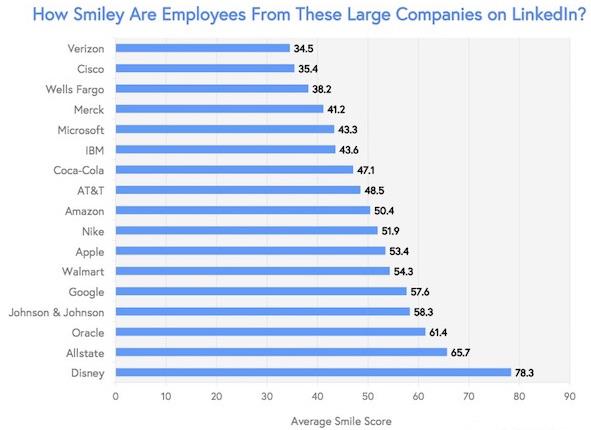 How Smiley Are Employees From These Large Companies on LinkedIn?
Verizon 34.5
Cisco 35.4
Wells Fargo 38.2
Merck 41.2
Microsoft 43.3
IBM 43.6
Coca-Cola 47.1
AT&T 48.5
Amazon 50.4
Nike 51.9
Apple 53.4
Walmart 54.3
Google 57.6
Johnson & Johnson 58.3
Oracle 61.4
Allstate 65.7
Disney 78.3
0 10 20 30 40 50 60 70 80 90
Average Smile Score